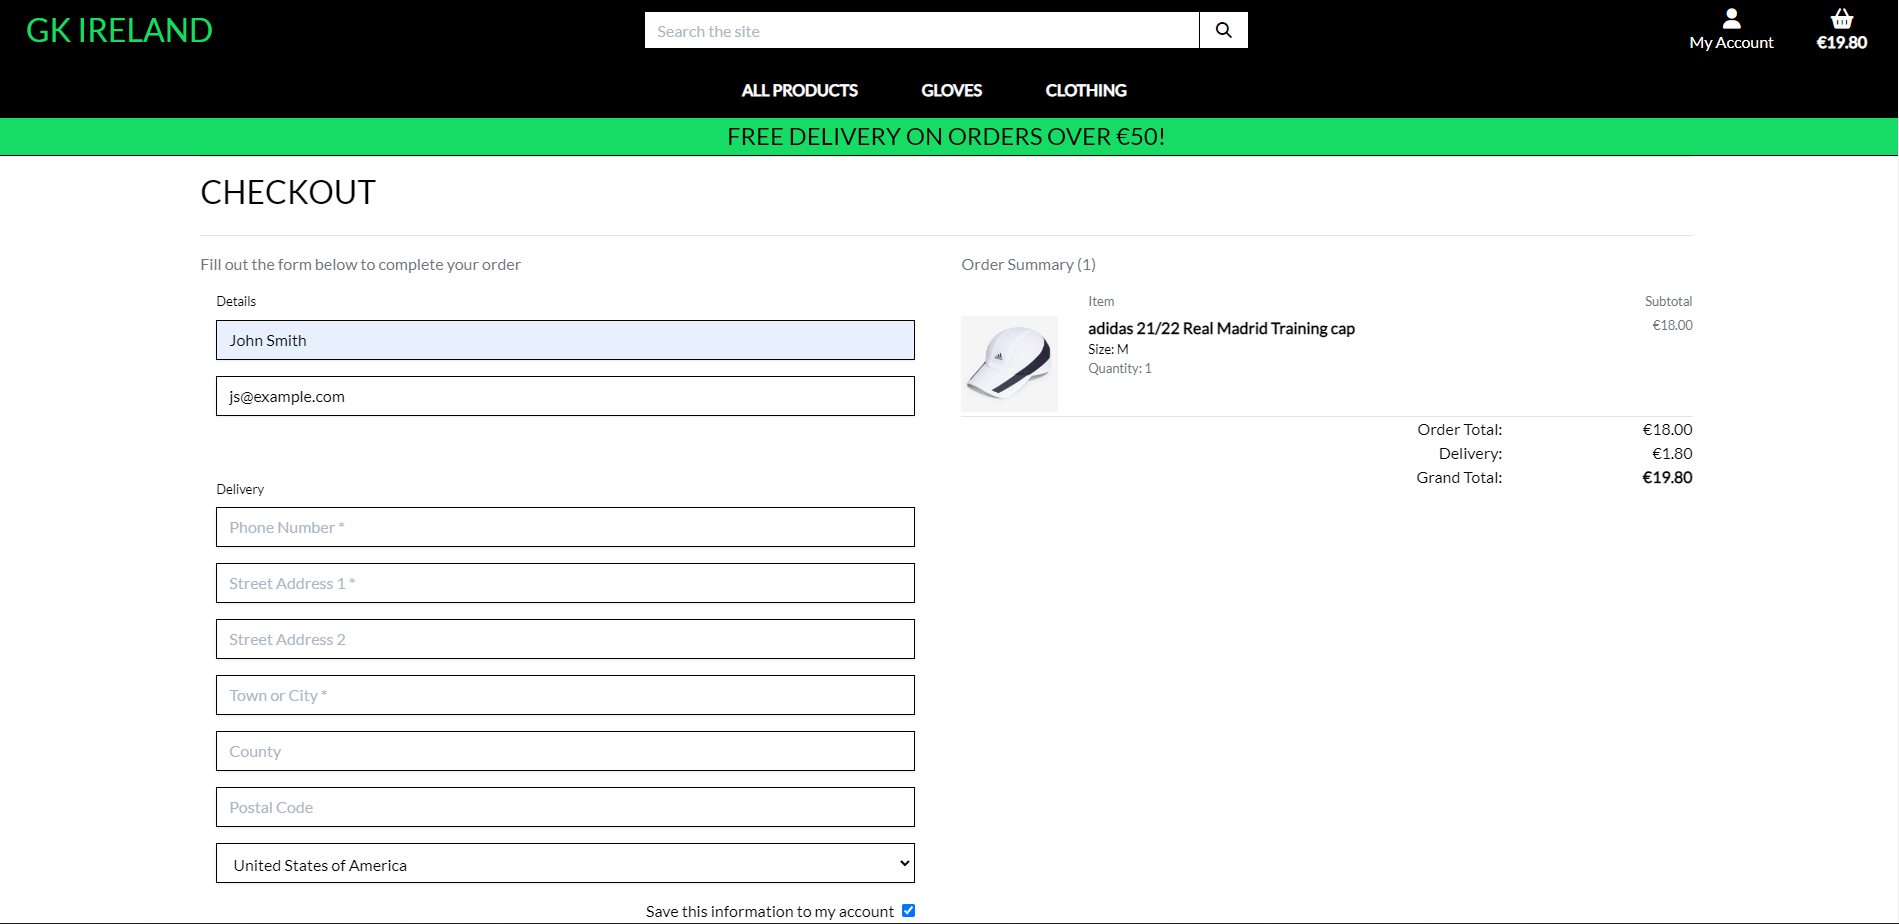 GK IRELAND
Search the site
My Account
€19.80
ALL PRODUCTS
GLOVES
CLOTHING
FREE DELIVERY ON ORDERS OVER €50!
CHECKOUT
Fill out the form below to complete your order
Details
John Smith
js@example.com
Delivery
Phone Number *
Street Address 1 *
Street Address 2
Town or City *
County
Postal Code
United States of America
Save this information to my account
Order Summary (1)
Item
Subtotal
adidas 21/22 Real Madrid Training cap
€18.00
Size: M
Quantity: 1
Order Total: €18.00
Delivery: €1.80
Grand Total: €19.80